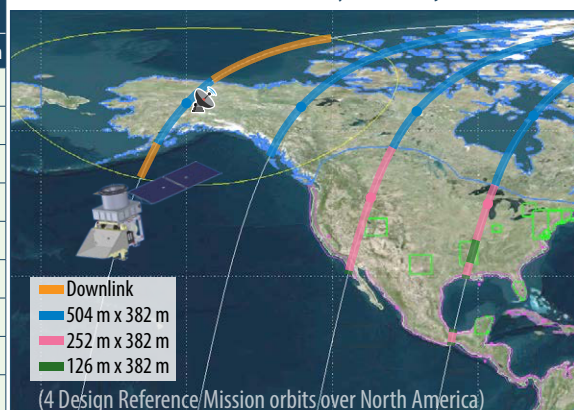 Downlink
504 m x 382 m
252 m x 382 m
126 m x 382 m
(4 Design Reference Mission orbits over North America)